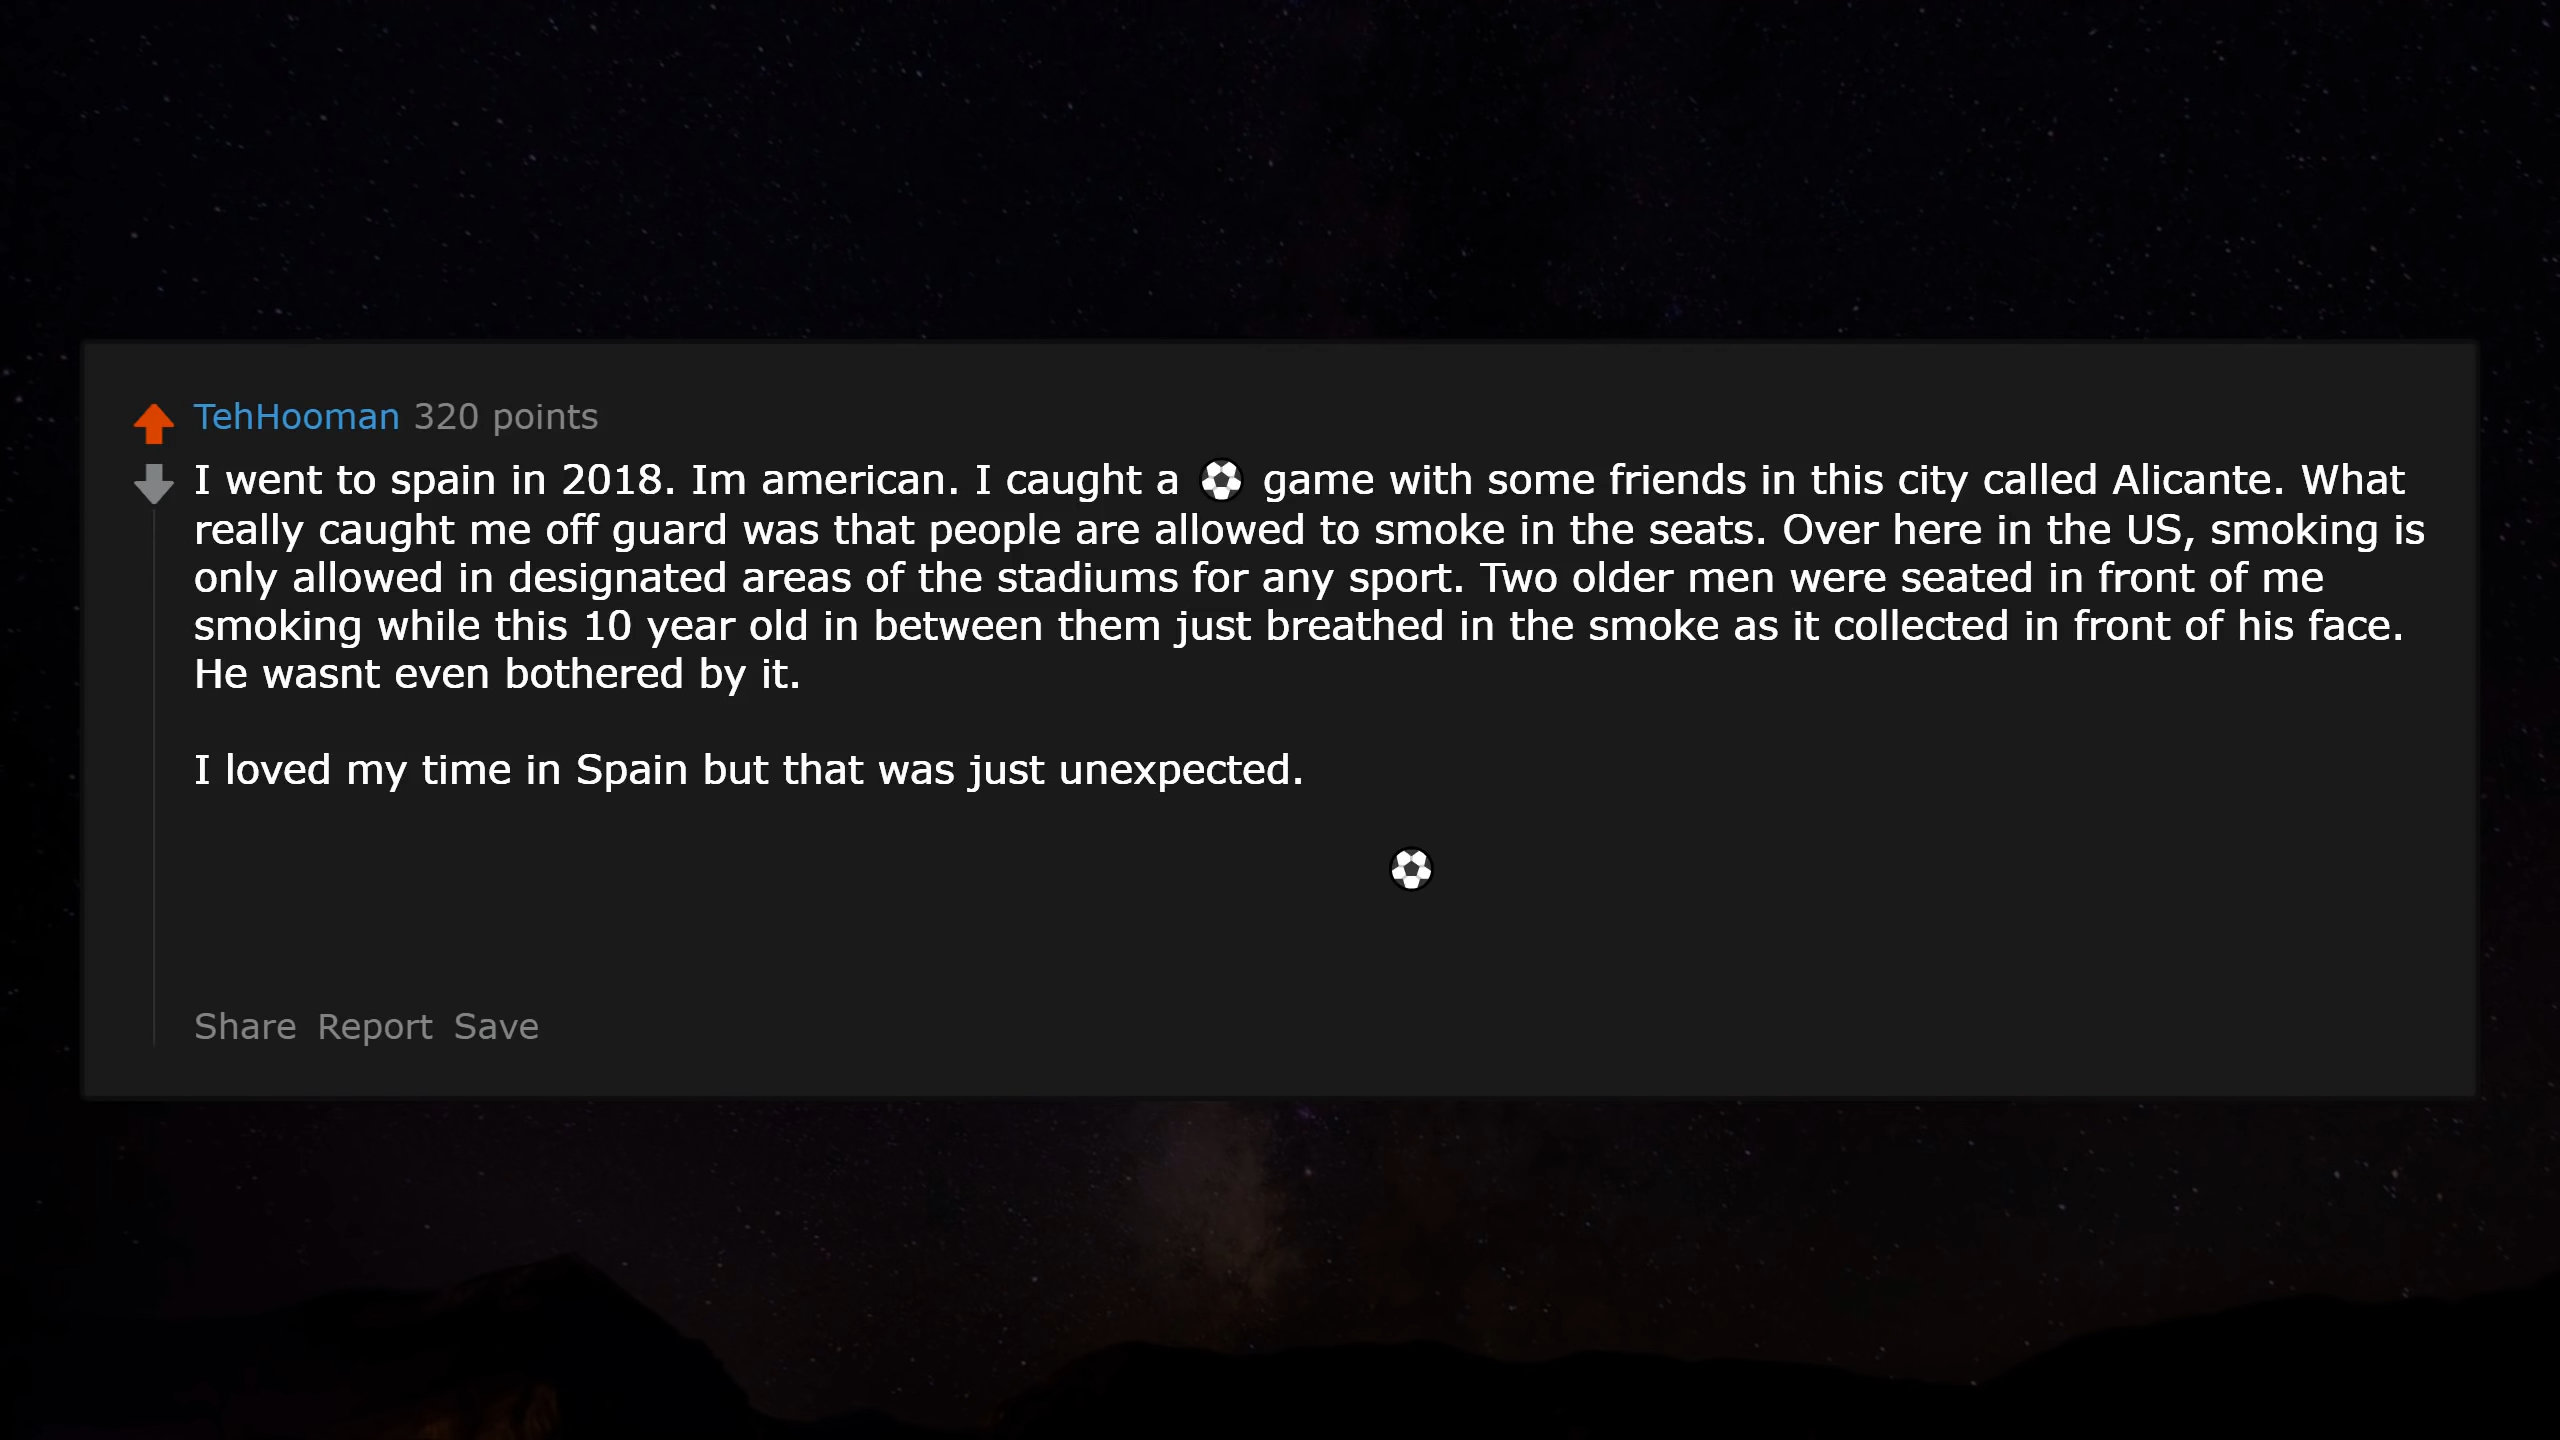 TehHooman 320 points
I went to spain in 2018. Im american. I caught a ⚽ game with some friends in this city called Alicante. What
really caught me off guard was that people are allowed to smoke in the seats. Over here in the US, smoking is
only allowed in designated areas of the stadiums for any sport. Two older men were seated in front of me
smoking while this 10 year old in between them just breathed in the smoke as it collected in front of his face.
He wasnt even bothered by it.
I loved my time in Spain but that was just unexpected.
⚽
Share Report Save